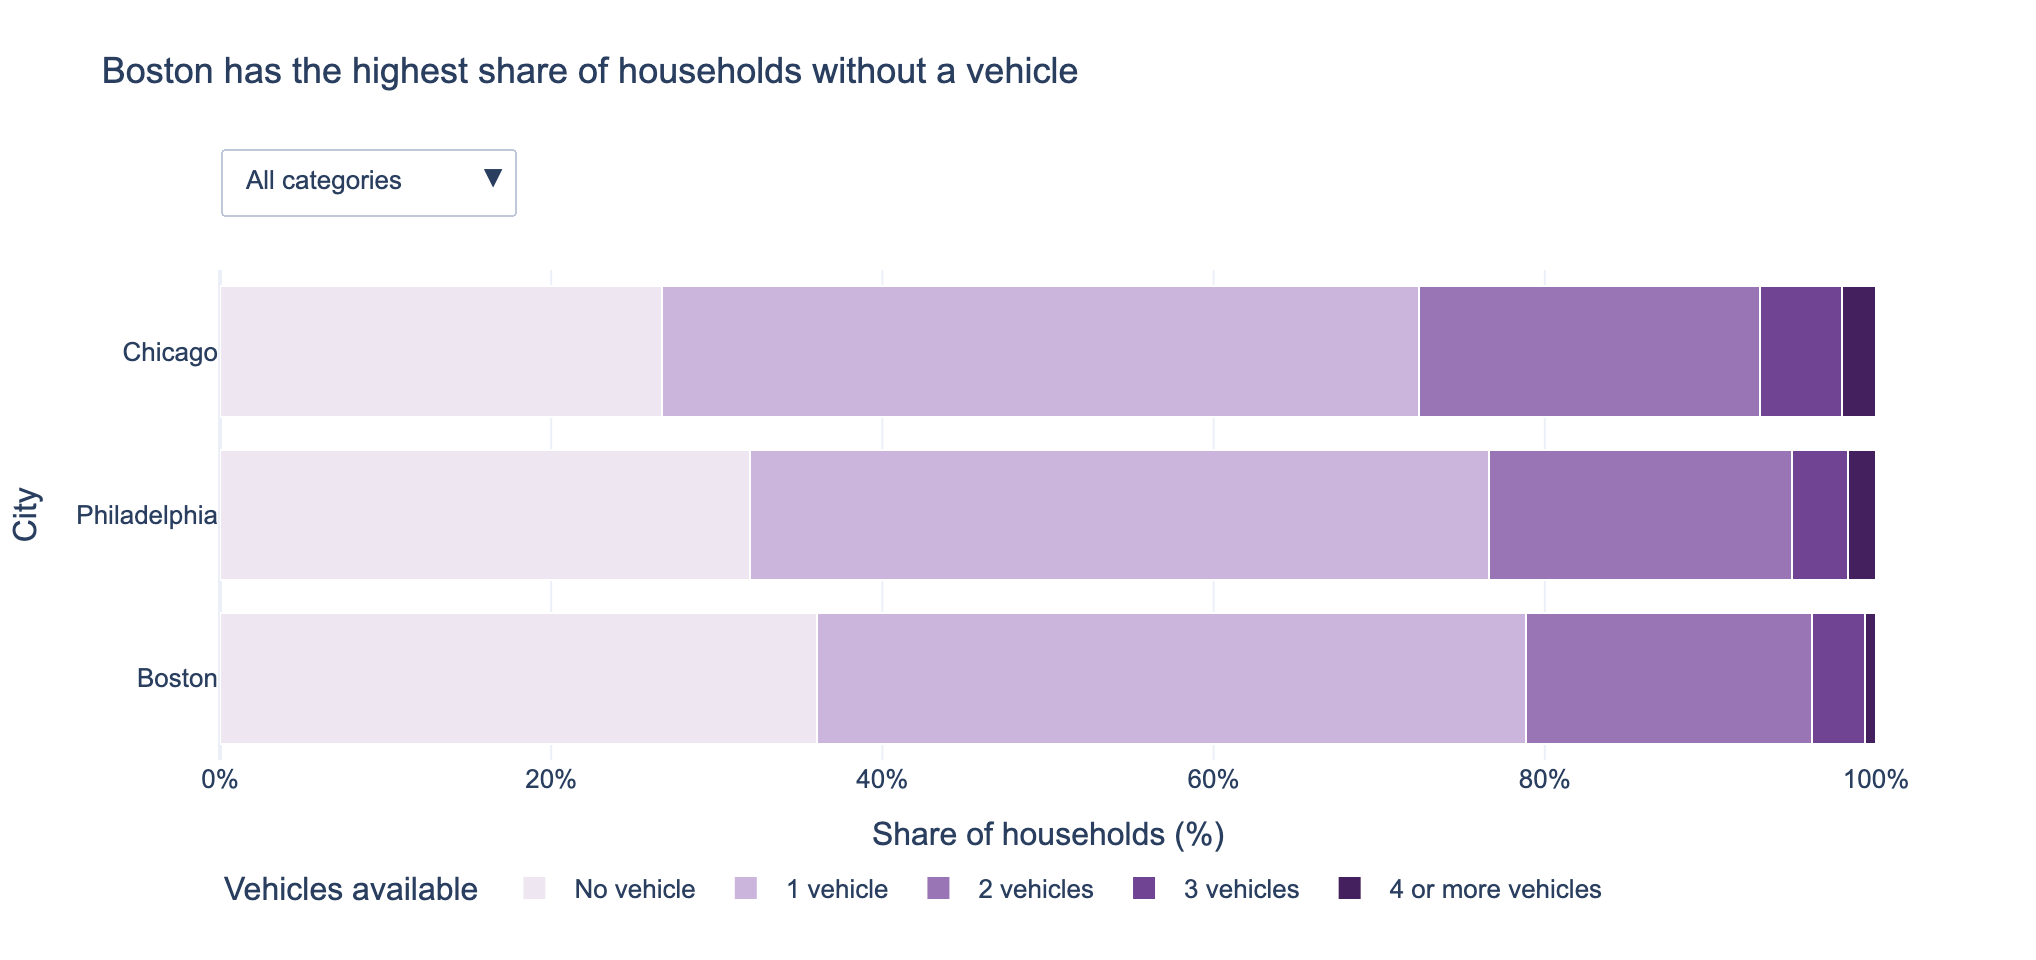 Boston has the highest share of households without a vehicle
All categories ▼
Chicago
Philadelphia
Boston
City
0% 20% 40% 60% 80% 100%
Share of households (%)
Vehicles available No vehicle 1 vehicle 2 vehicles 3 vehicles 4 or more vehicles